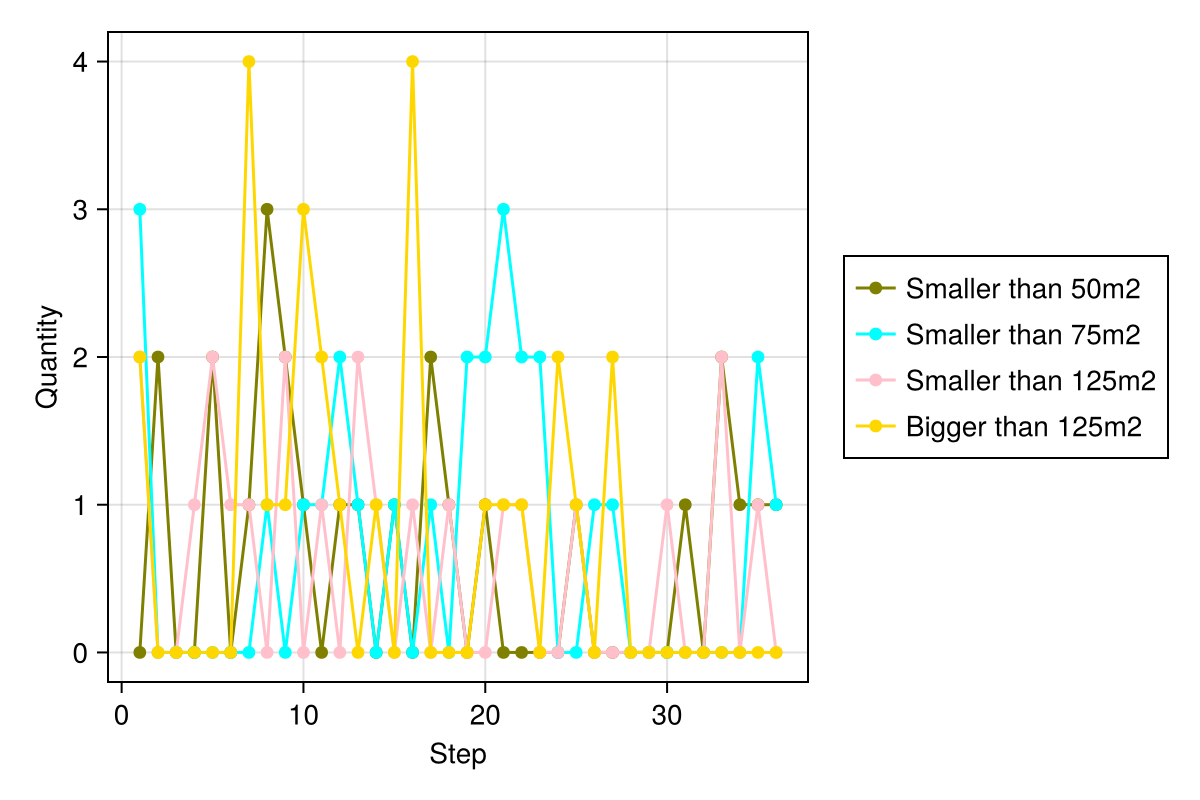 4
3
2
1
0
Quantity
0 10 20 30
Step
Smaller than 50m2
Smaller than 75m2
Smaller than 125m2
Bigger than 125m2